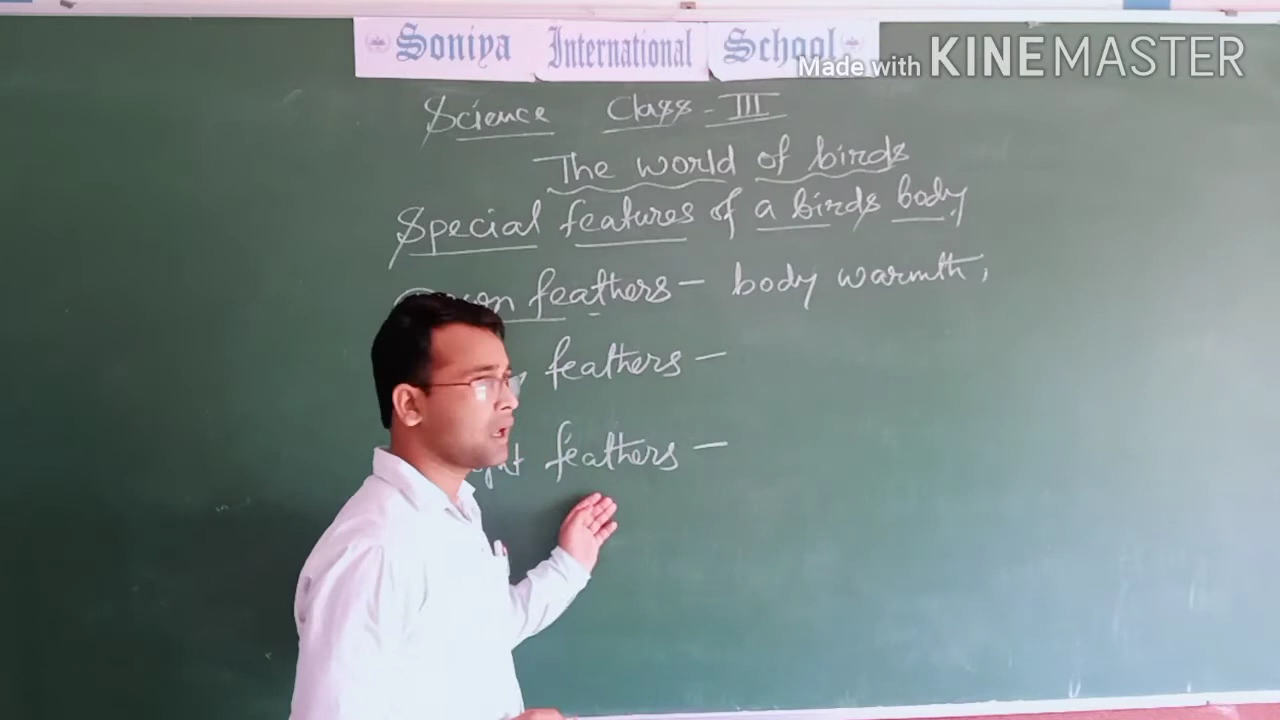 Soniya International School
Made with KINEMASTER
Science Class - III
The world of birds
Special features of a birds body
feathers - body warmth,
feathers -
feathers -